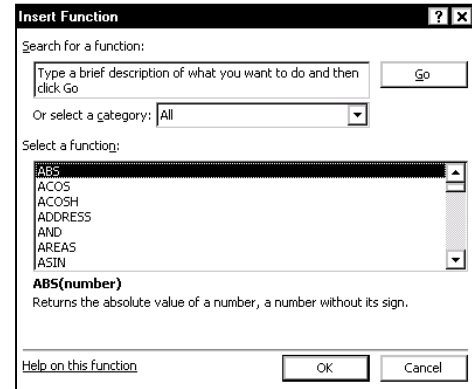 Insert Function
? X
Search for a function:
Type a brief description of what you want to do and then
click Go
Go
Or select a category: All
Select a function:
ABS
ACOS
ACOSH
ADDRESS
AND
AREAS
ASIN
ABS(number)
Returns the absolute value of a number, a number without its sign.
Help on this function
OK
Cancel